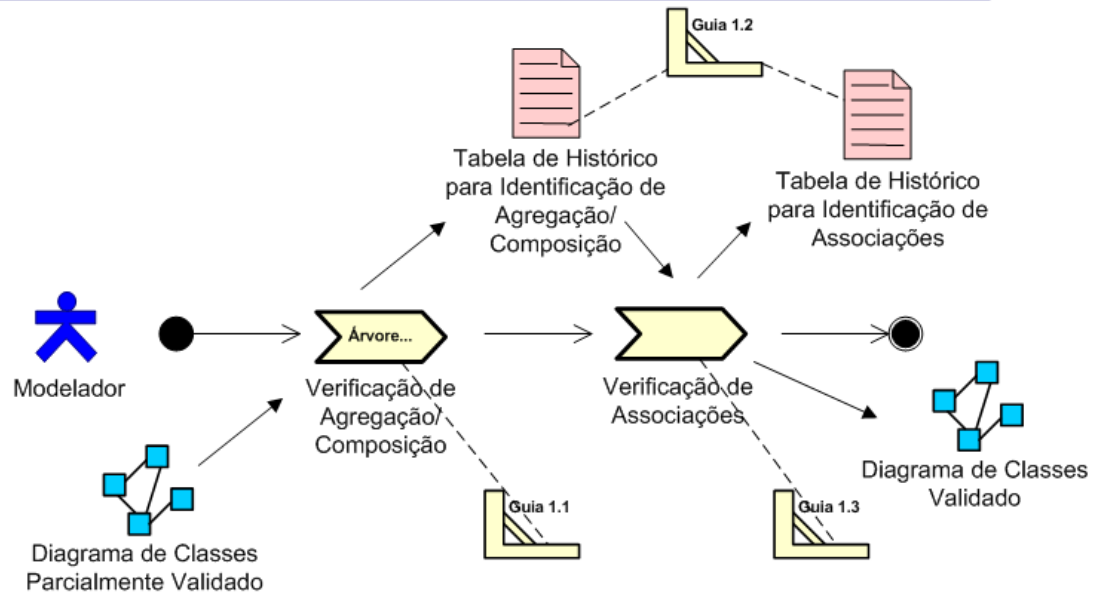 Guia 1.2
Tabela de Histórico
para Identificação de
Agregação/
Composição
Tabela de Histórico
para Identificação de
Associações
Modelador
Árvore...
Verificação de
Agregação/
Composição
Verificação de
Associações
Diagrama de Classes
Validado
Guia 1.1
Guia 1.3
Diagrama de Classes
Parcialmente Validado